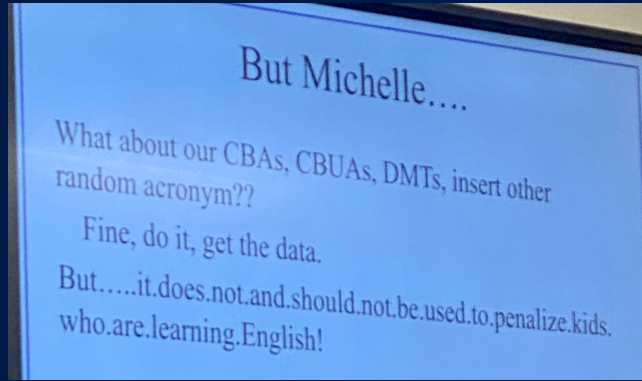 But Michelle....
What about our CBAs, CBUAs, DMTs, insert other
random acronym??
Fine, do it, get the data.
But.....it.does.not.and.should.not.be.used.to.penalize.kids.
who.are.learning.English!